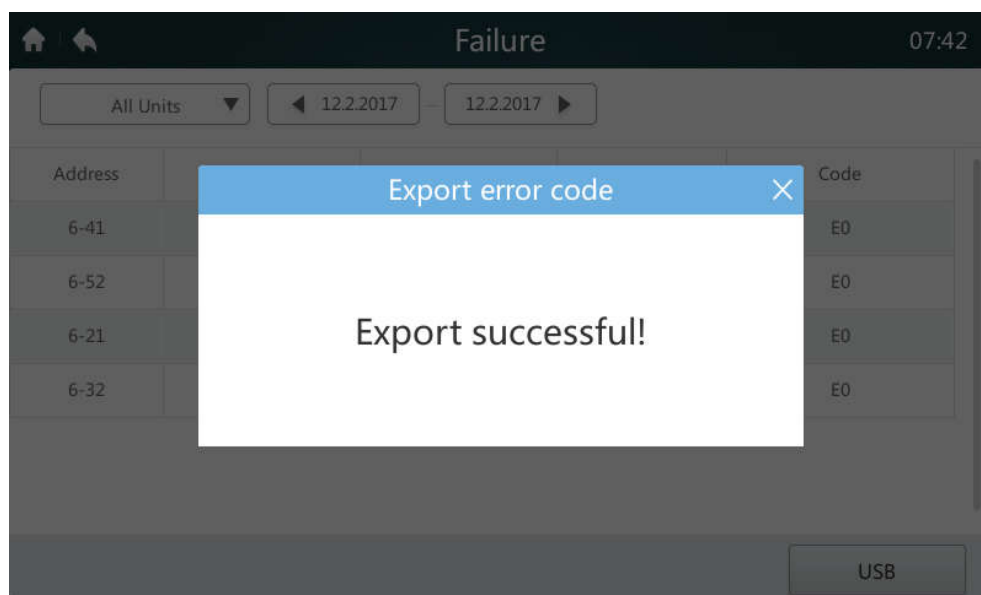 Failure 07:42
All Units 12.2.2017 – 12.2.2017
Address Code
Export error code
6-41 E0
6-52 E0
Export successful!
6-21 E0
6-32 E0
USB